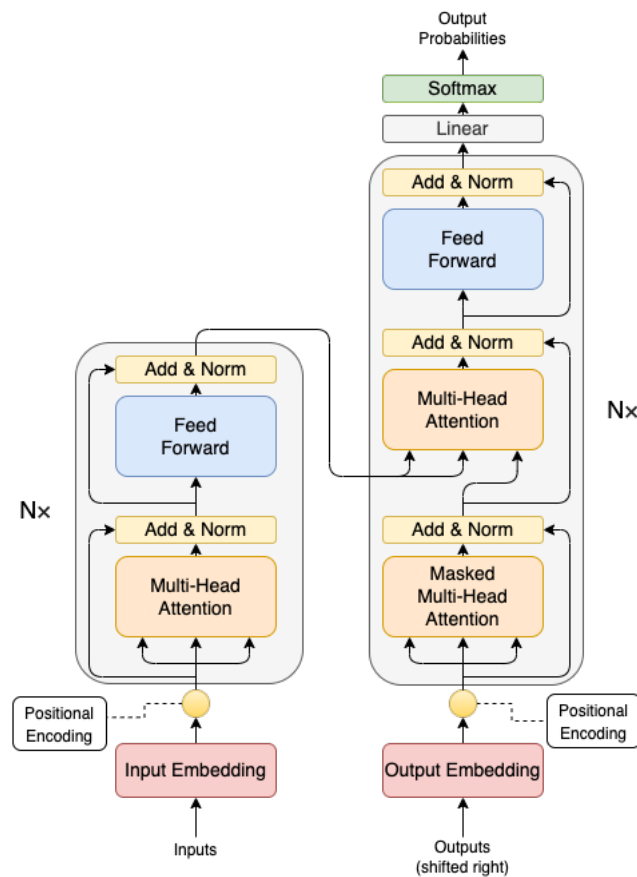 Output
Probabilities
Softmax
Linear
Add & Norm
Feed
Forward
Add & Norm
Multi-Head
Attention
Nx
Add & Norm
Masked
Multi-Head
Attention
Positional
Encoding
Output Embedding
Outputs
(shifted right)
Add & Norm
Feed
Forward
Nx
Add & Norm
Multi-Head
Attention
Positional
Encoding
Input Embedding
Inputs